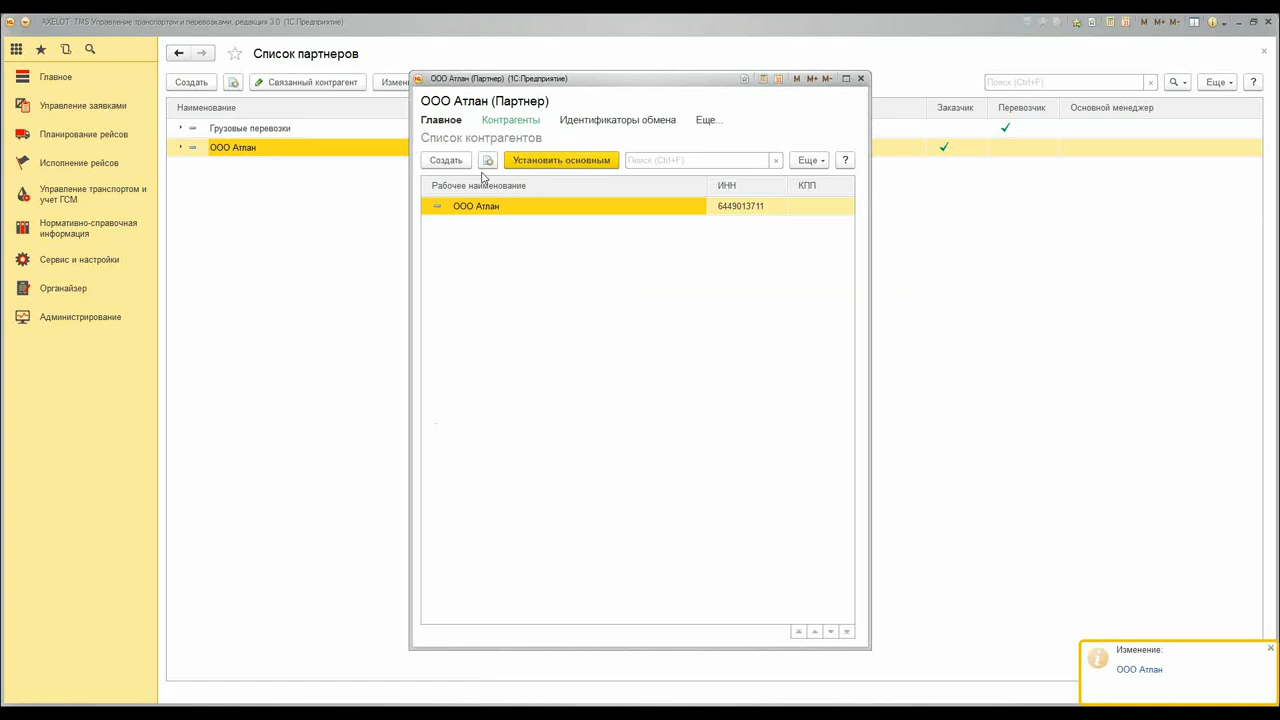 AXELOT TMS Управление транспортом и перевозками, редакция 3.0 (1С:Предприятие)
M M+ M-
Главное
Управление заявками
Планирование рейсов
Исполнение рейсов
Управление транспортом и
учет ГСМ
Нормативно-справочная
информация
Сервис и настройки
Органайзер
Администрирование
Список партнеров
Создать
Связанный контрагент
Измен
Поиск (Ctrl+F)
×
Еще
?
Наименование
Заказчик
Перевозчик
Основной менеджер
Грузовые перевозки
ООО Атлан
ООО Атлан (Партнер) (1С:Предприятие)
M M+ M-
ООО Атлан (Партнер)
Главное
Контрагенты
Идентификаторы обмена
Еще...
Список контрагентов
Создать
Установить основным
Поиск (Ctrl+F)
×
Еще
?
Рабочее наименование
ИНН
КПП
ООО Атлан
6449013711
Изменение:
ООО Атлан